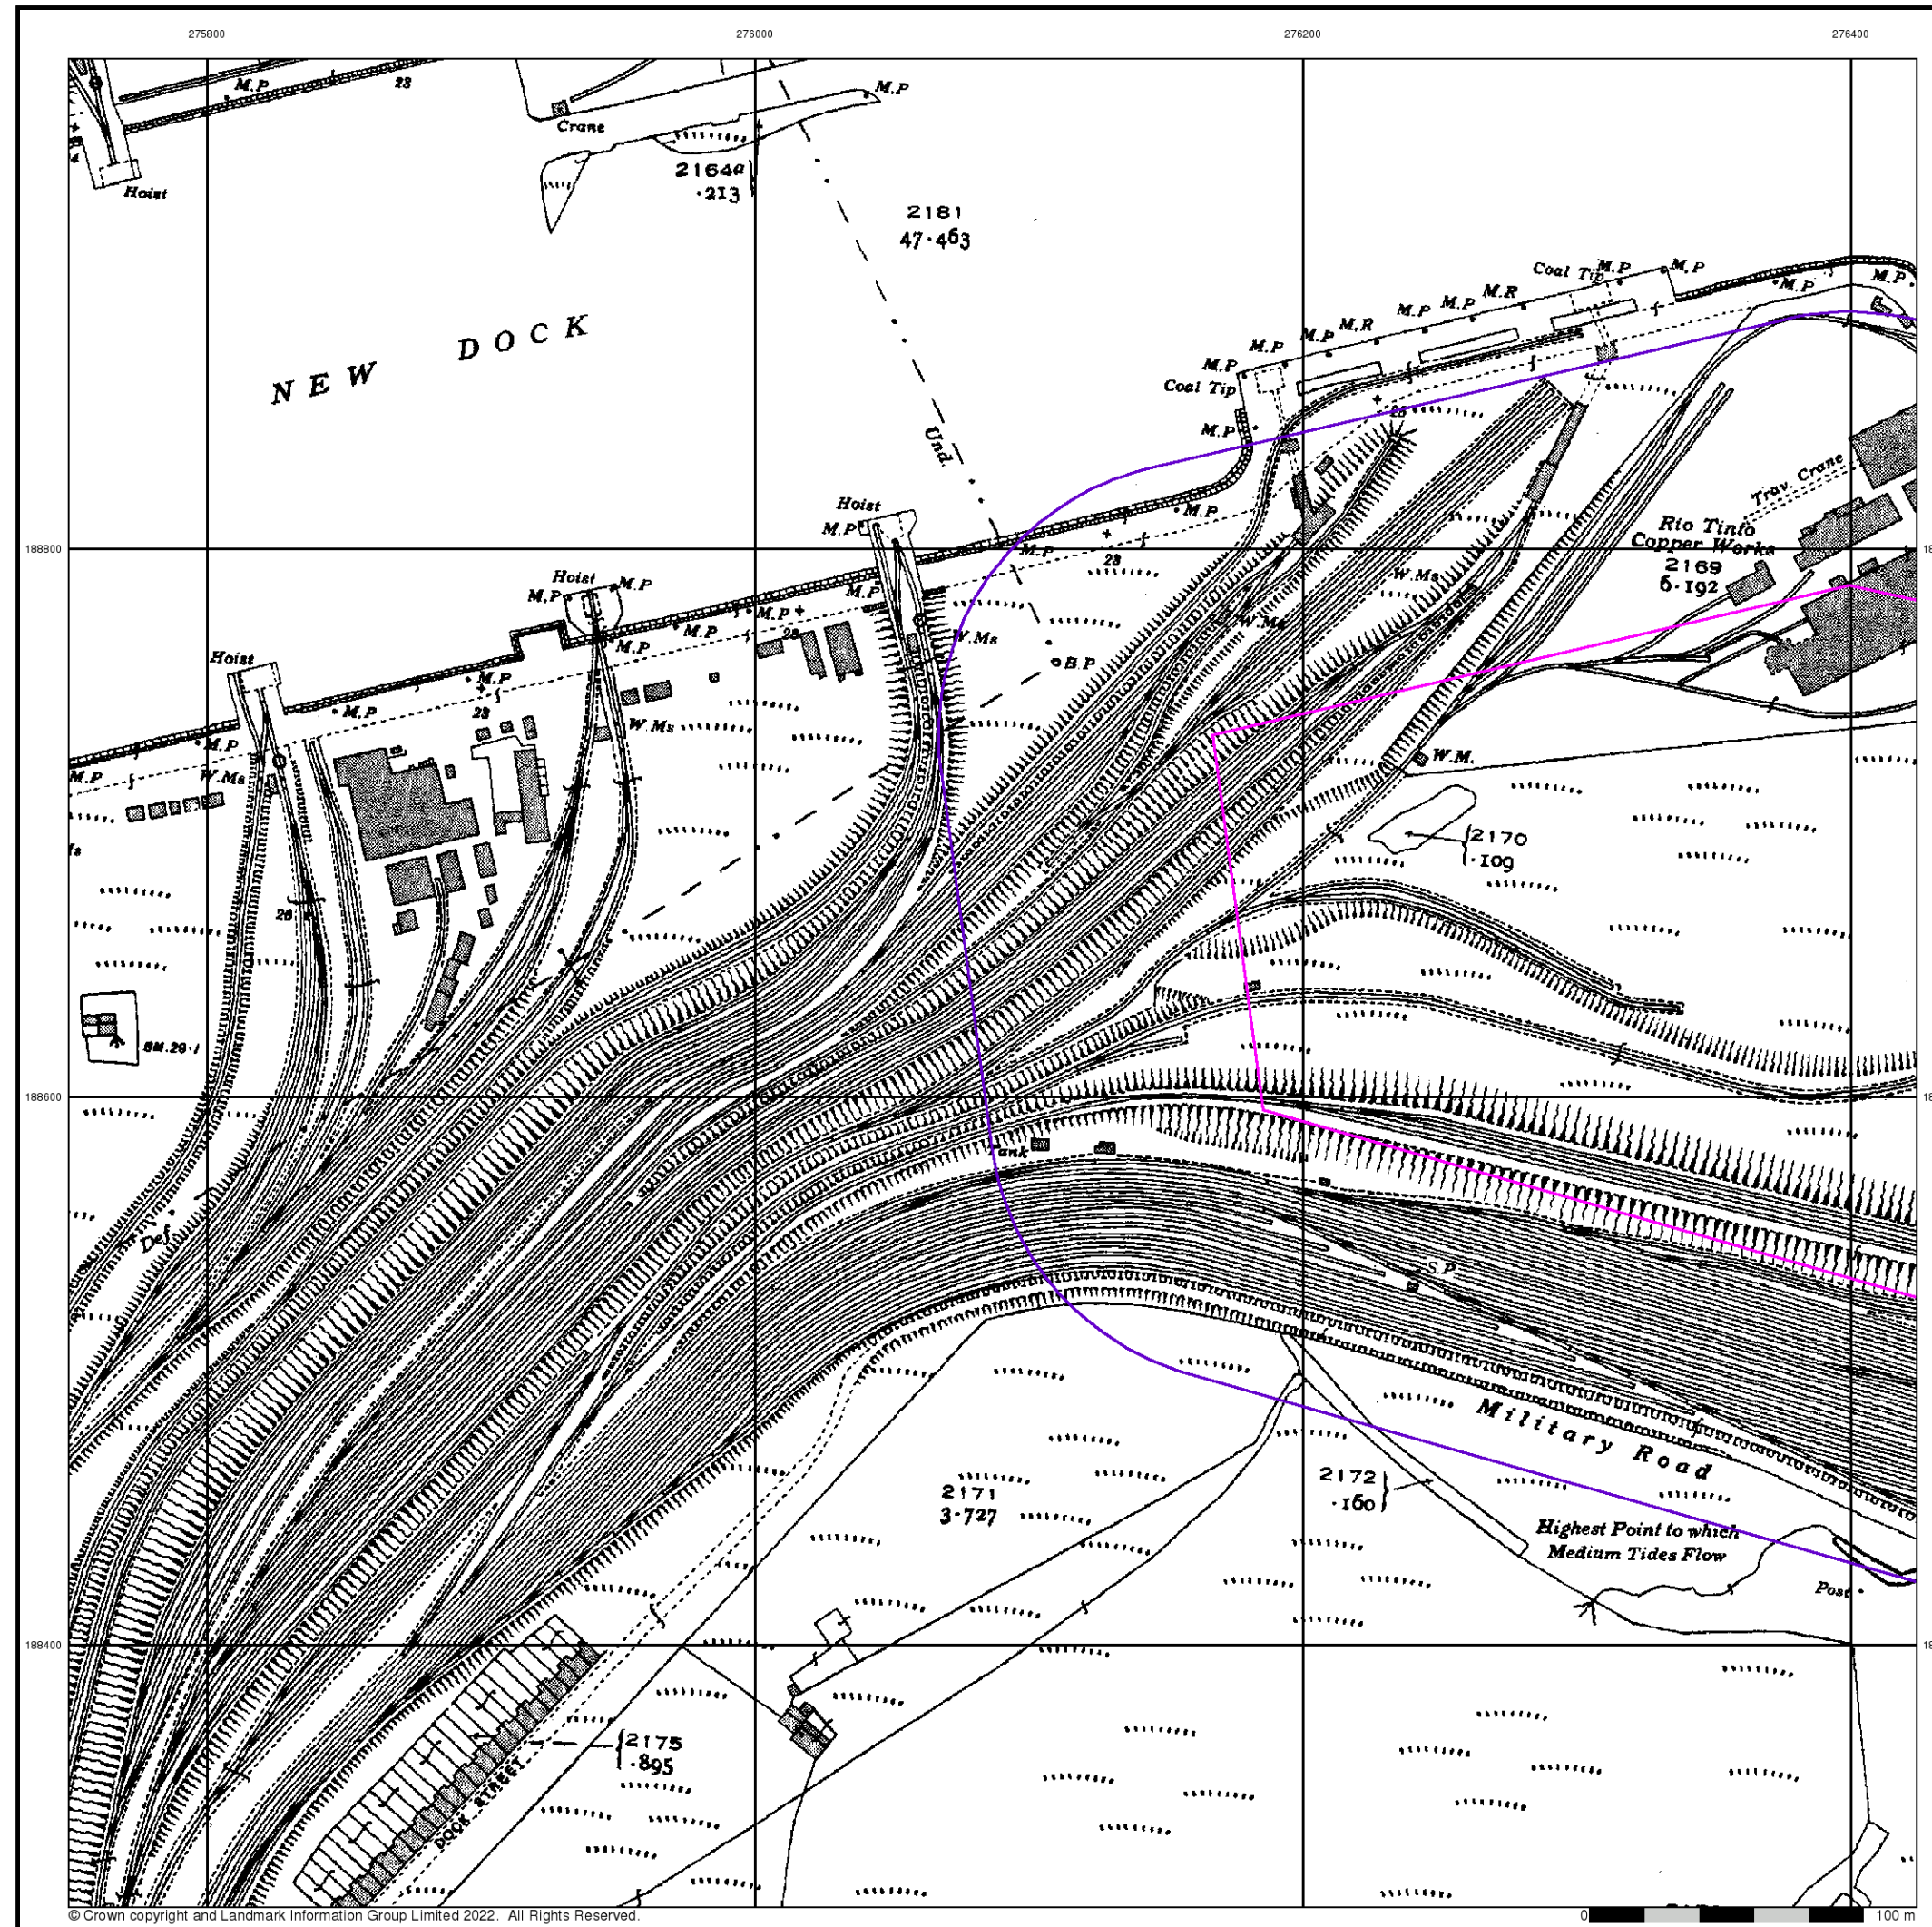 275800
276000
276200
276400
M.P
23
M.P
Crane
Hoist
2164a
.213
2181
47.463
NEW DOCK
Und.
Coal Tip
M.P
M.P
M.P
M.P
M.R
M.P
M.P
M.R
M.P
M.P
M.P
Coal Tip
M.P
23
Trav. Crane
Rio Tinto
Copper Works
2169
6.192
Hoist
M.P
M.P
M.P
23
188800
Hoist
M.P
M.P
M.P
M.P
M.P
M.P
23
W.Ms
W.Ms
W.Ms
B.P
Hoist
M.P
M.P
23
M.P
M.P
W.Ms
W.Ms
W.M.
2170
.109
26
BM.29.1
188600
Tank
Def.
S.P
Military Road
2171
3.727
2172
.160
Highest Point to which
Medium Tides Flow
Post
188400
2175
.895
DOCK STREET
© Crown copyright and Landmark Information Group Limited 2022. All Rights Reserved.
0
100 m